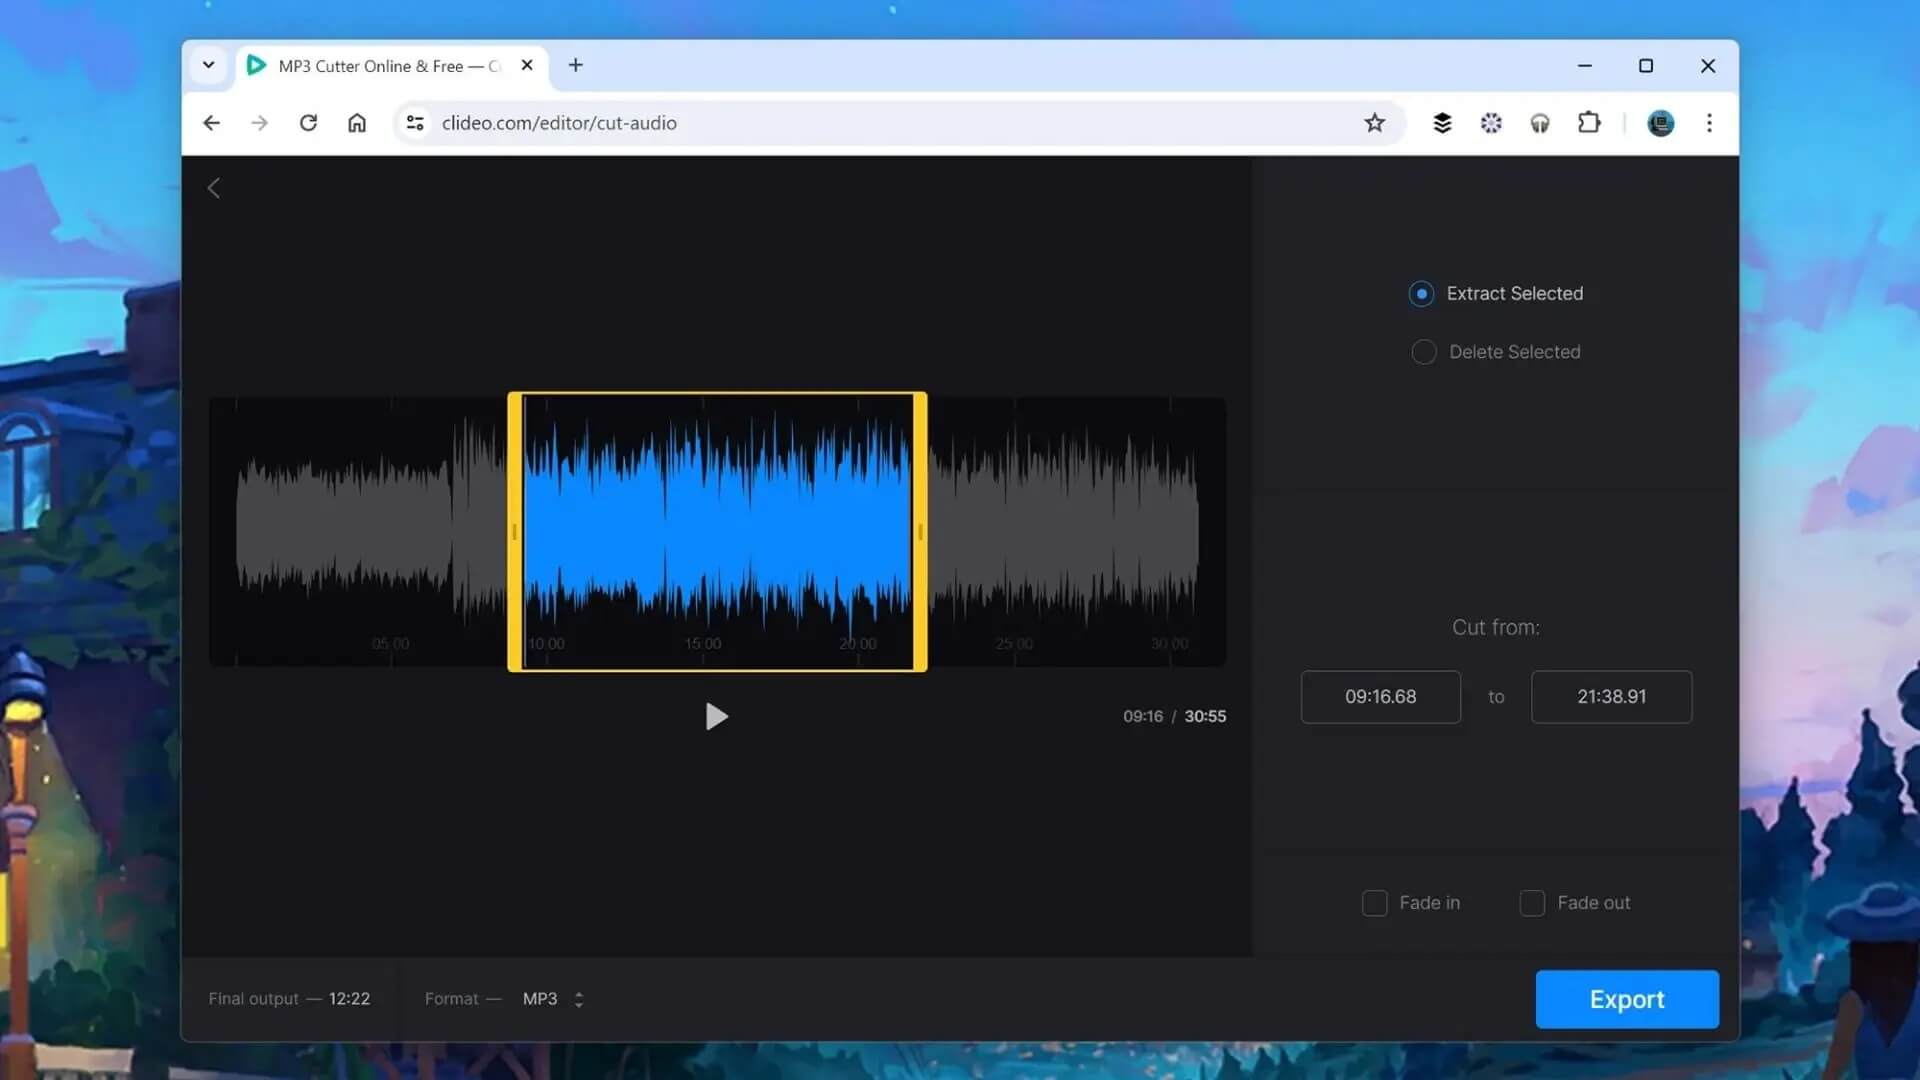 MP3 Cutter Online & Free —
clideo.com/editor/cut-audio
Extract Selected
Delete Selected
05:00 10:00 15:00 20:00 25:00 30:00
09:16 / 30:55
Cut from:
09:16.68 to 21:38.91
Fade in Fade out
Final output — 12:22 Format — MP3
Export